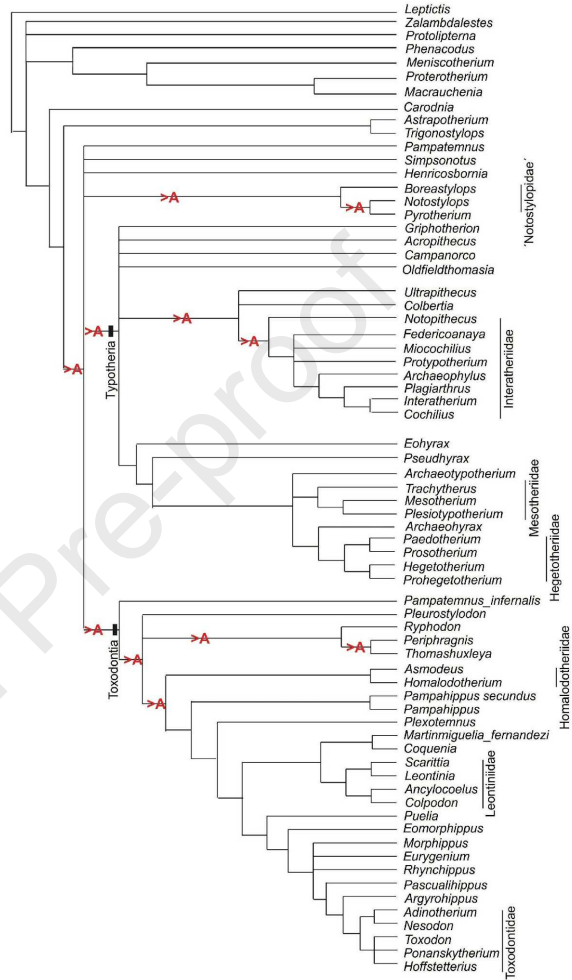 Leptictis
Zalambdalestes
Protolipterna
Phenacodus
Meniscotherium
Proterotherium
Macrauchenia
Carodnia
Astrapotherium
Trigonostylops
Pampatemnus
Simpsonotus
Henricosbornia
Boreastylops
>A
Notostylops
>A
Pyrotherium
'Notostylopidae'
Griphotherion
Acropithecus
Campanorco
Oldfieldthomasia
Ultrapithecus
Colbertia
Notopithecus
>A
>A
Federicoanaya
>A
Miocochilius
Protypotherium
Archaeophylus
>A
Plagiarthrus
Interatherium
Cochilius
Typotheria
Interatheriidae
Eohyrax
Pseudhyrax
Archaeotypotherium
Trachytherus
Mesotherium
Plesiotypotherium
Mesotheriidae
Archaeohyrax
Paedotherium
Prosotherium
Hegetotherium
Prohegetotherium
Hegetotheriidae
Pampatemnus_infernalis
Pleurostylodon
Ryphodon
>A
Periphragnis
>A
>A
Thomashuxleya
>A
Toxodontia
>A
Asmodeus
Homalodotherium
Homalodotheriidae
Pampahippus secundus
Pampahippus
>A
Plexotemnus
Martinmiguelia_fernandezi
Coquenia
Scarittia
Leontinia
Ancylocoelus
Colpodon
Leontiniidae
Puelia
Eomorphippus
Morphippus
Eurygenium
Rhynchippus
Pascualihippus
Argyrohippus
Adinotherium
Nesodon
Toxodon
Ponanskytherium
Hoffstetterius
Toxodontidae
Pre-proof